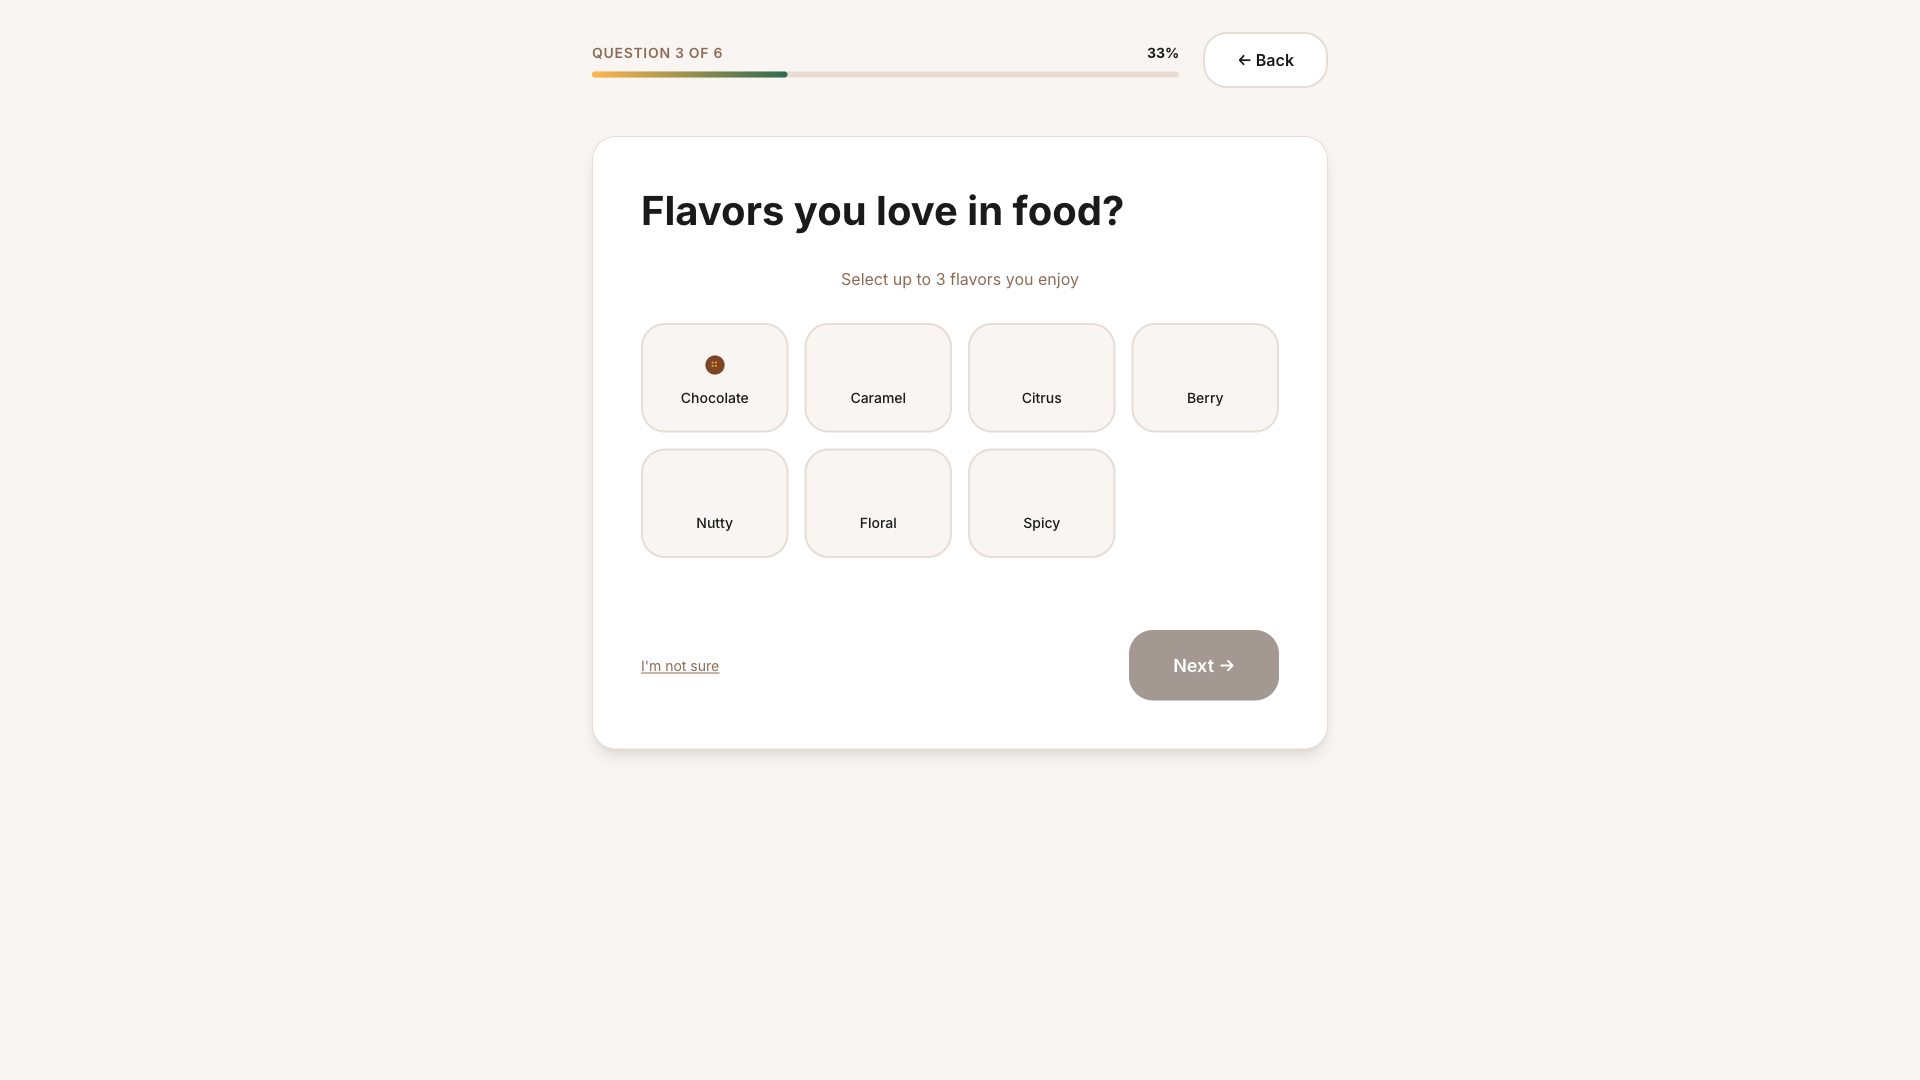 QUESTION 3 OF 6
33%
← Back
Flavors you love in food?
Select up to 3 flavors you enjoy
Chocolate
Caramel
Citrus
Berry
Nutty
Floral
Spicy
I'm not sure
Next →